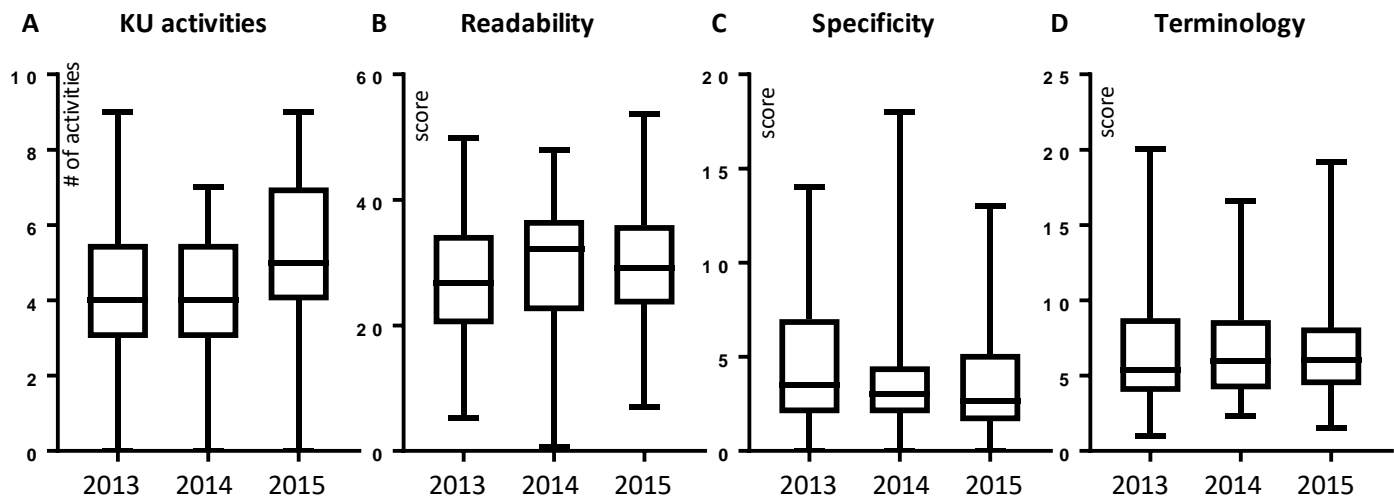 A KU activities
B Readability
C Specificity
D Terminology
# of activities
10
8
6
4
2
0
2013 2014 2015
score
60
40
20
0
2013 2014 2015
score
20
15
10
5
0
2013 2014 2015
score
25
20
15
10
5
0
2013 2014 2015